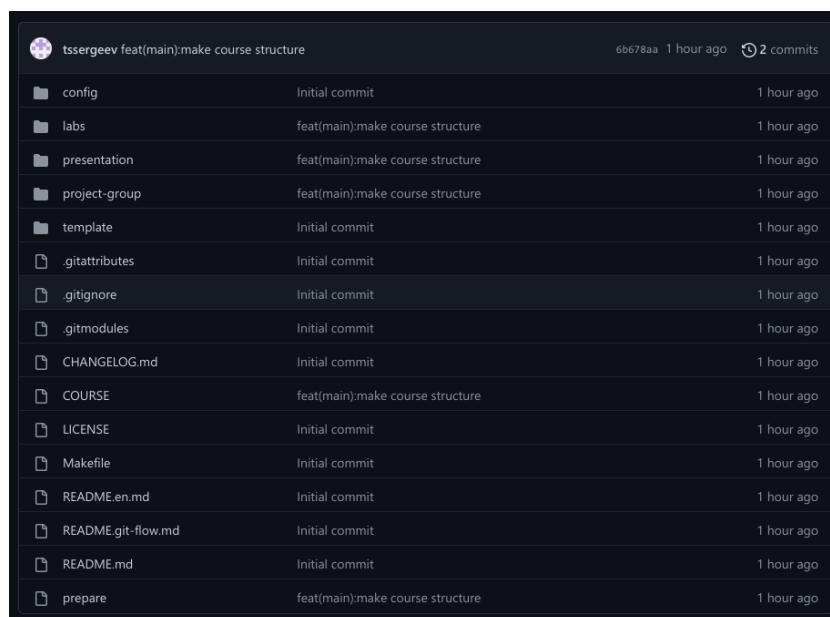 tssergeev feat(main):make course structure 6b678aa 1 hour ago 2 commits
config Initial commit 1 hour ago
labs feat(main):make course structure 1 hour ago
presentation feat(main):make course structure 1 hour ago
project-group feat(main):make course structure 1 hour ago
template Initial commit 1 hour ago
.gitattributes Initial commit 1 hour ago
.gitignore Initial commit 1 hour ago
.gitmodules Initial commit 1 hour ago
CHANGELOG.md Initial commit 1 hour ago
COURSE feat(main):make course structure 1 hour ago
LICENSE Initial commit 1 hour ago
Makefile Initial commit 1 hour ago
README.en.md Initial commit 1 hour ago
README.git-flow.md Initial commit 1 hour ago
README.md Initial commit 1 hour ago
prepare feat(main):make course structure 1 hour ago